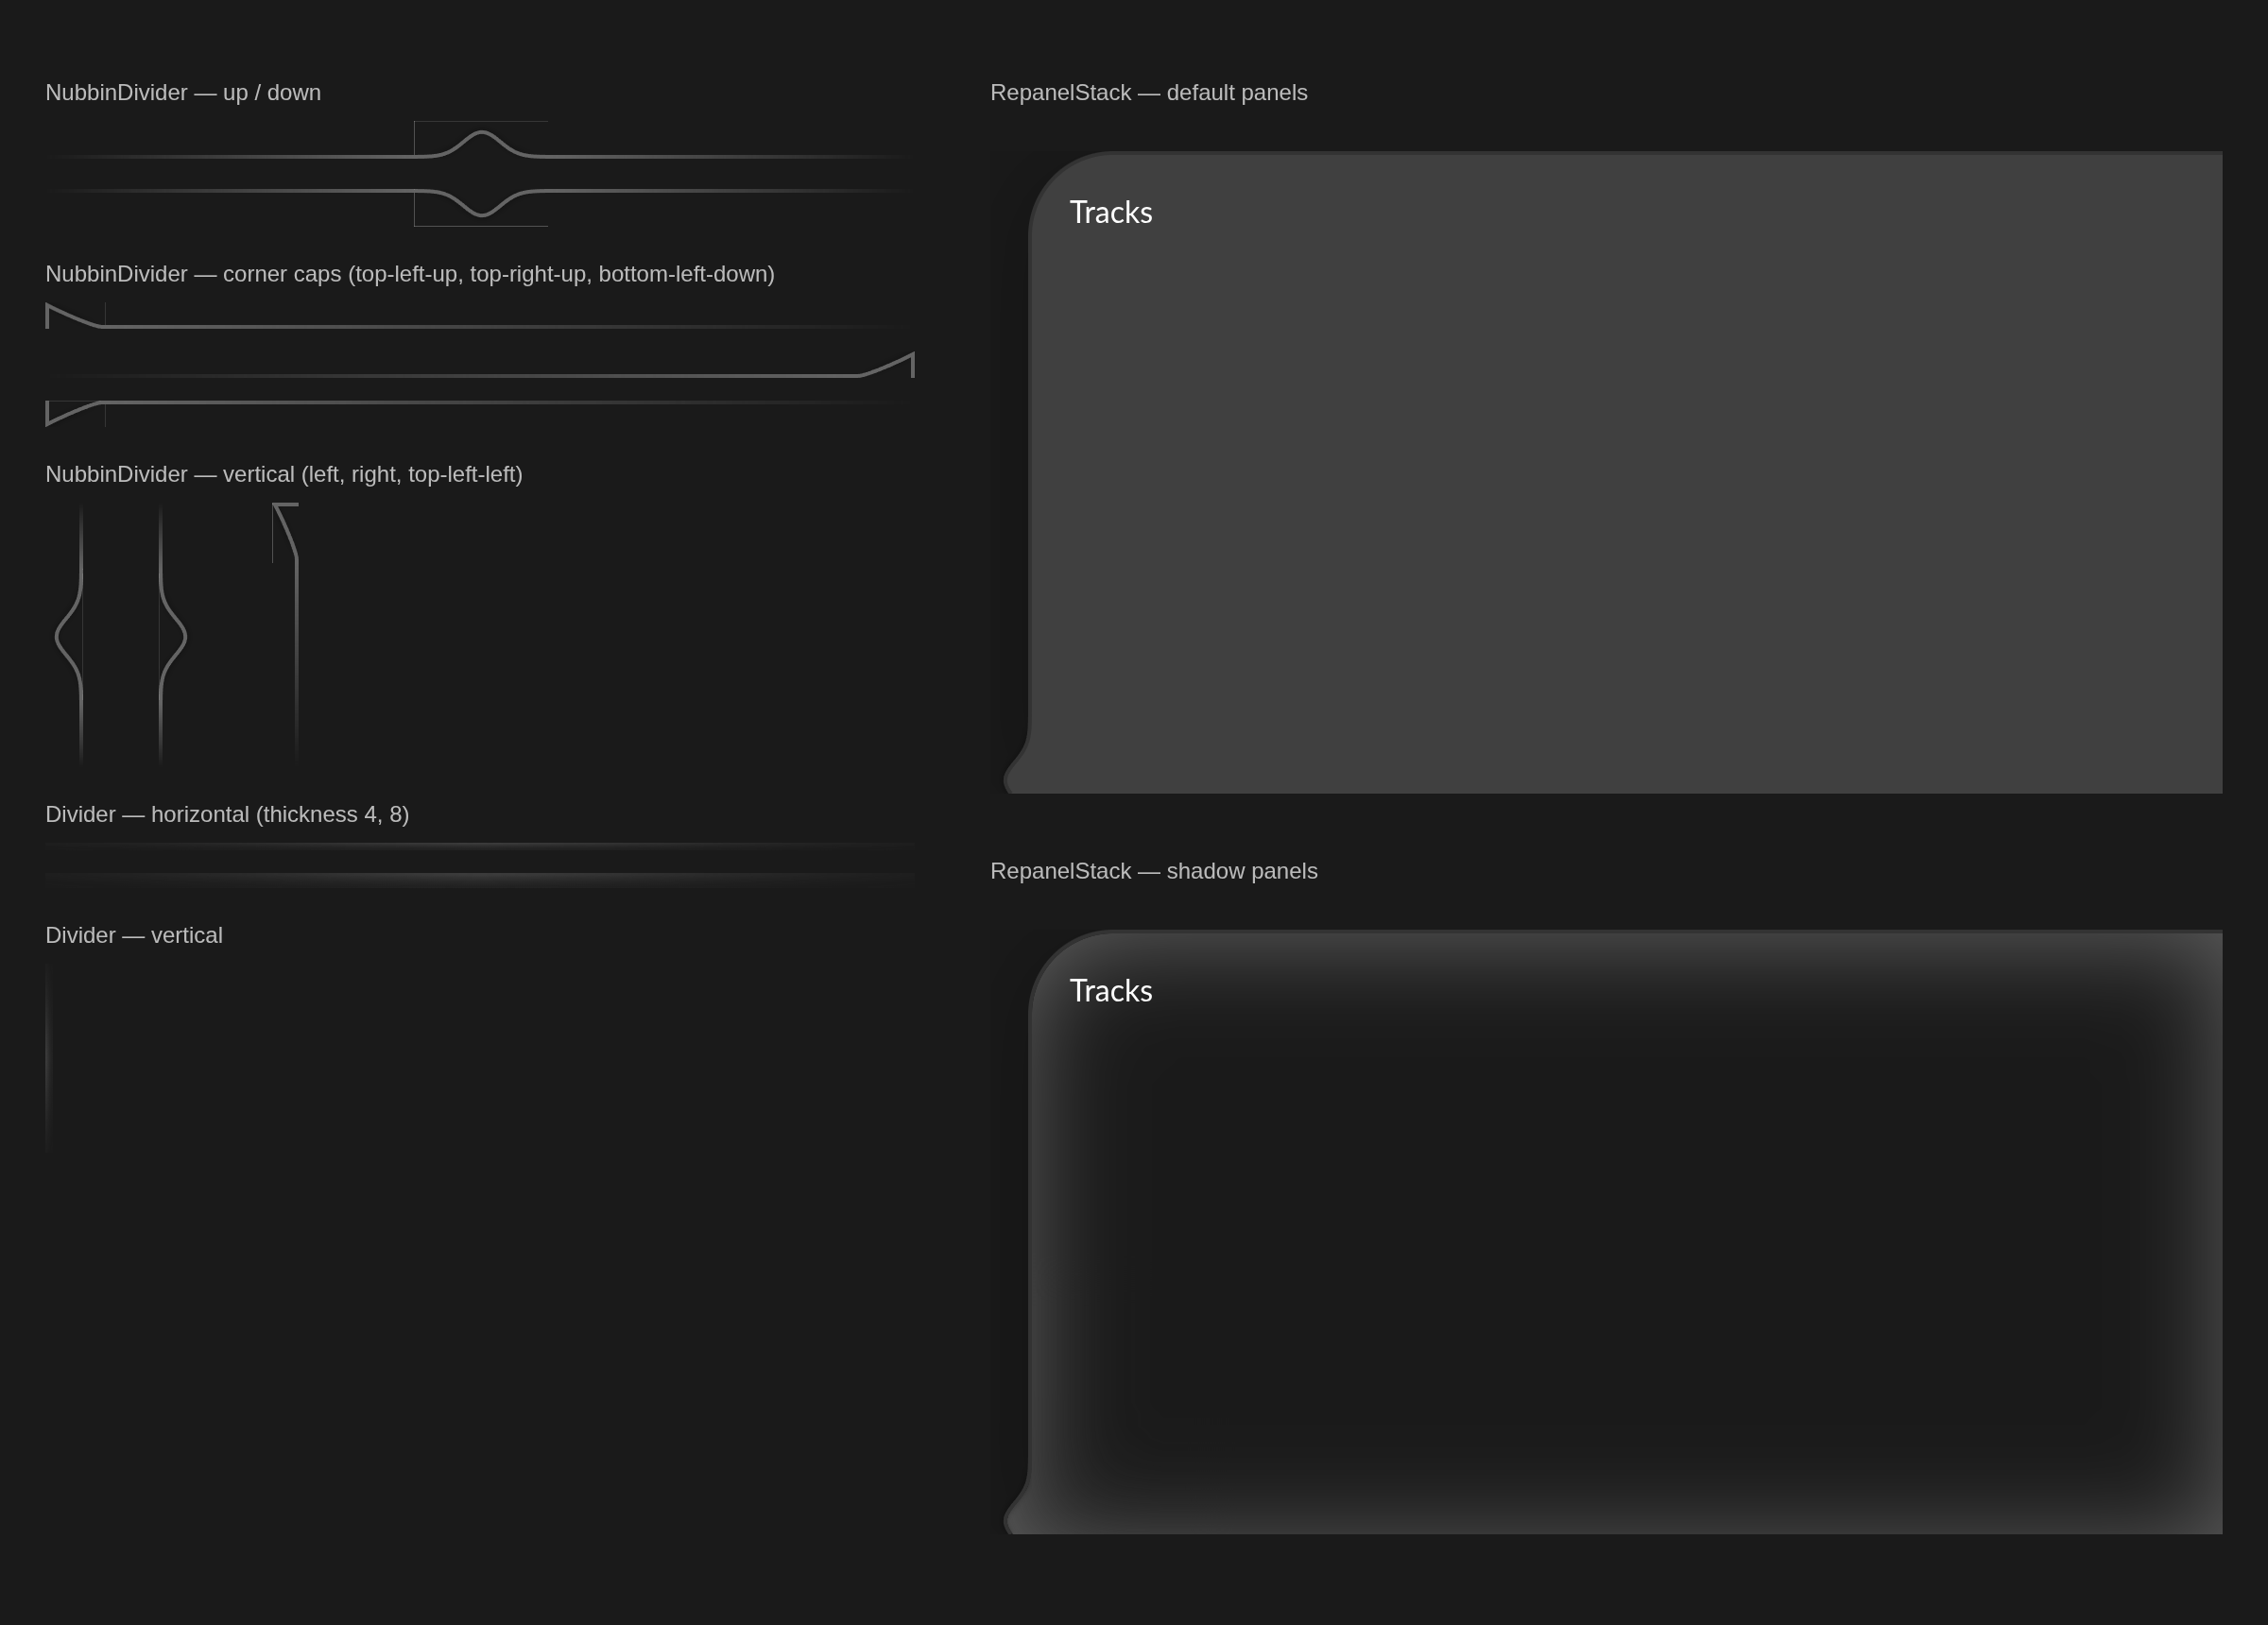 NubbinDivider — up / down
NubbinDivider — corner caps (top-left-up, top-right-up, bottom-left-down)
NubbinDivider — vertical (left, right, top-left-left)
Divider — horizontal (thickness 4, 8)
Divider — vertical
RepanelStack — default panels
Tracks
RepanelStack — shadow panels
Tracks